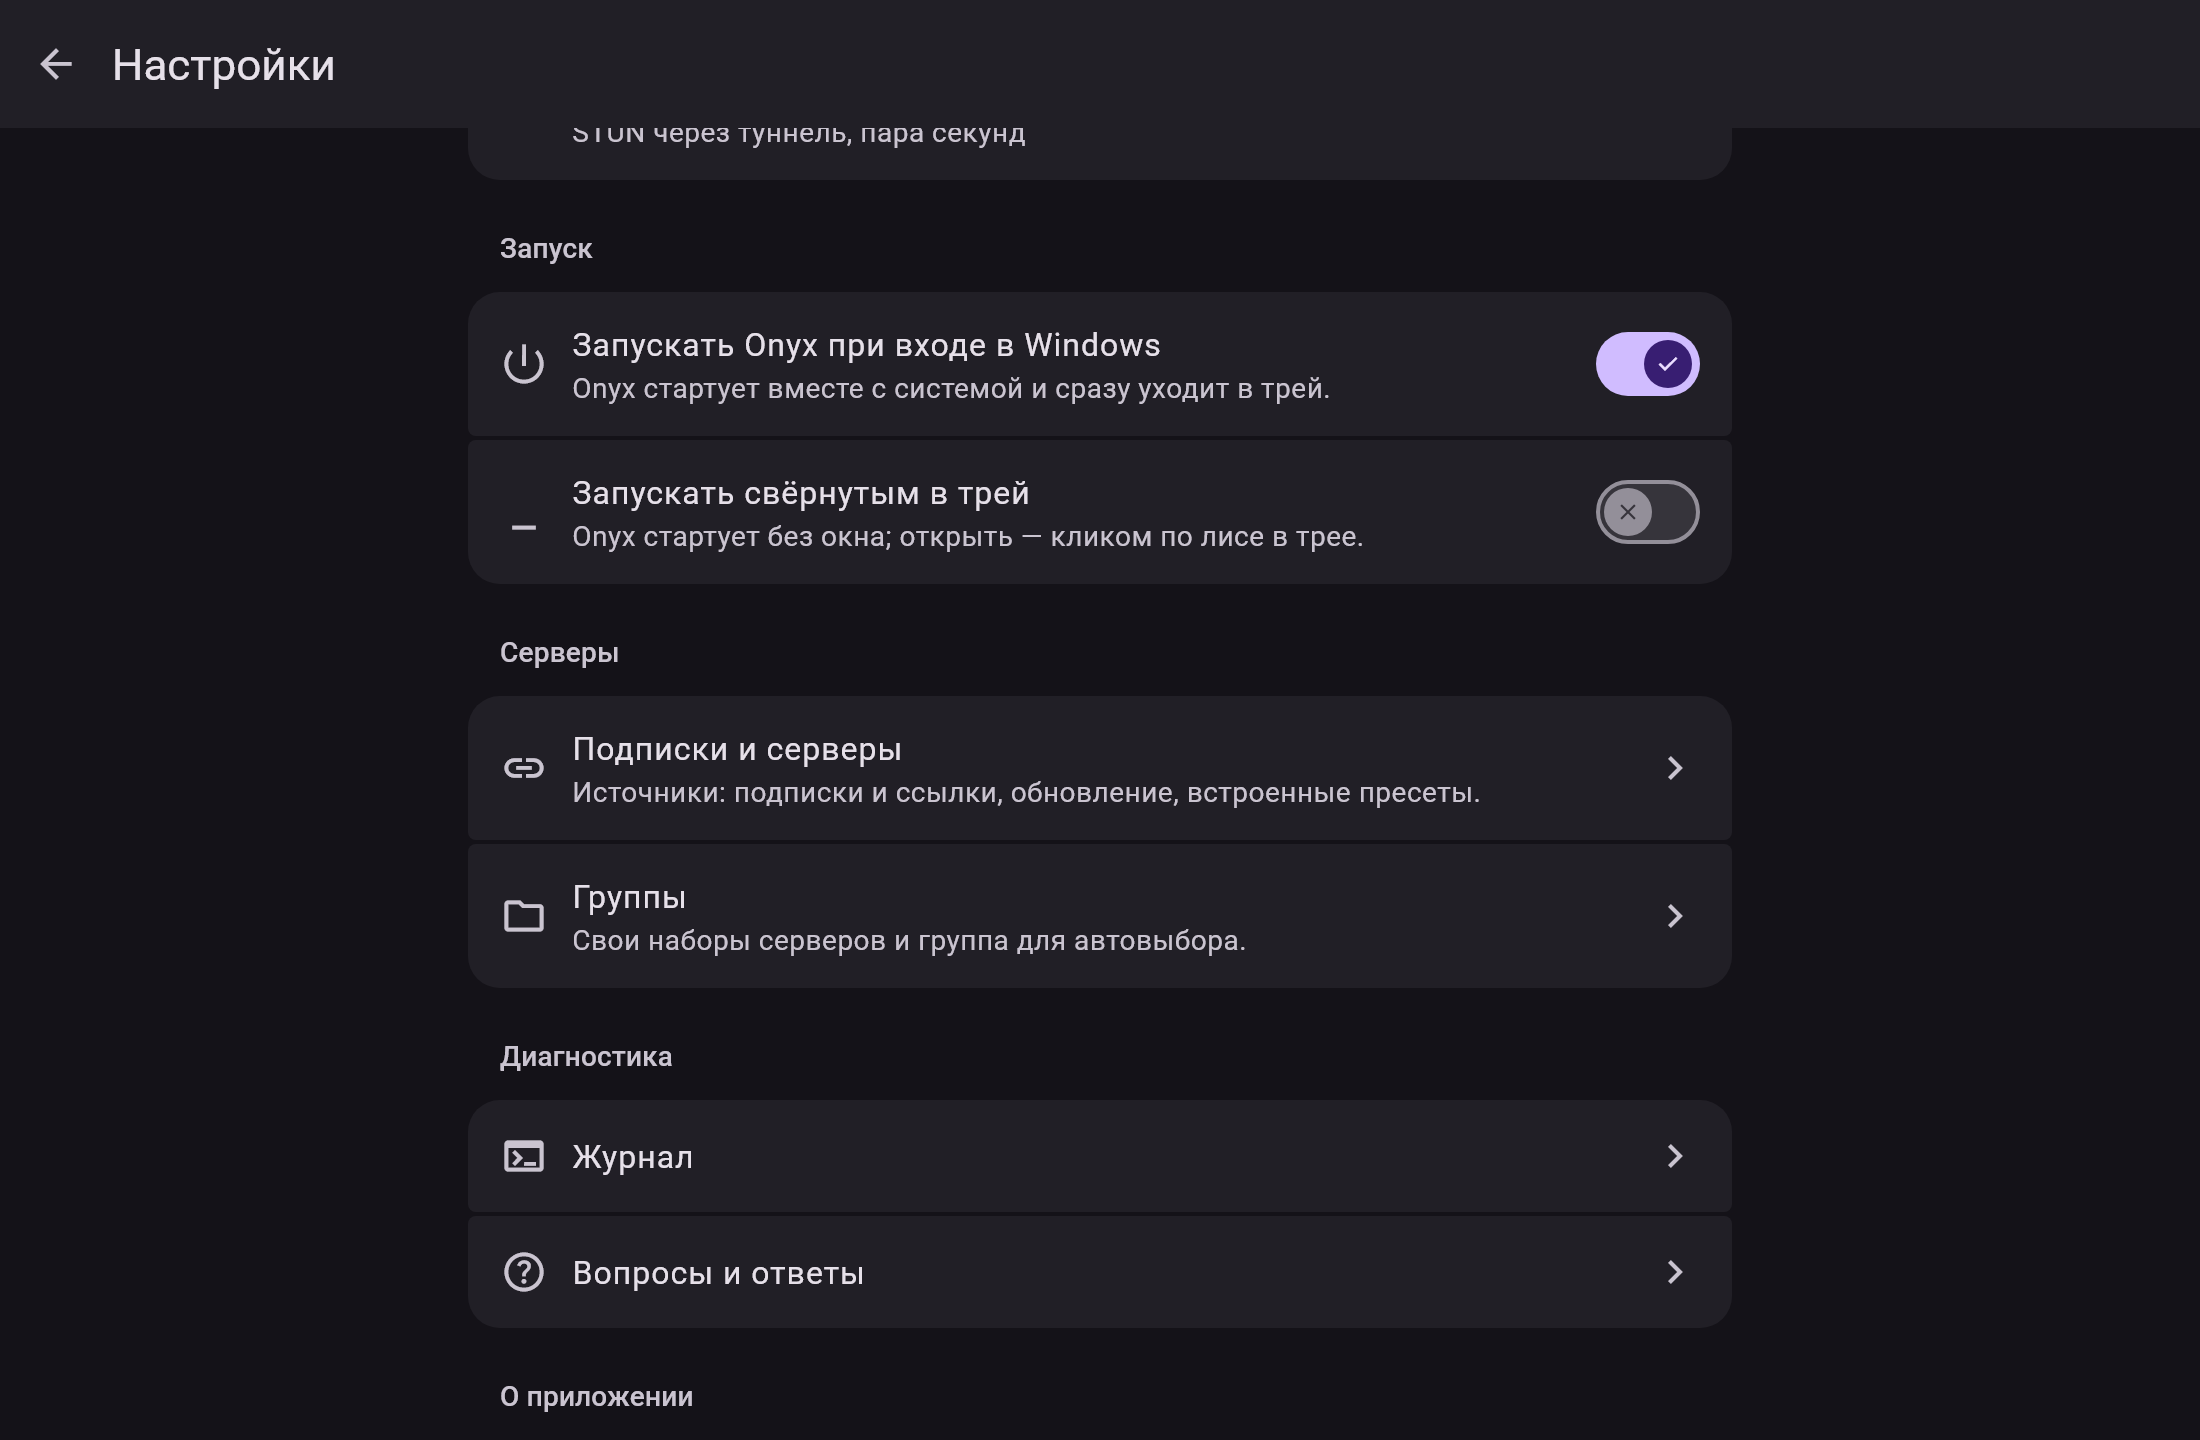 Настройки
STUN через туннель, пара секунд
Запуск
Запускать Onyx при входе в Windows
Onyx стартует вместе с системой и сразу уходит в трей.
Запускать свёрнутым в трей
Onyx стартует без окна; открыть — кликом по лисе в трее.
Серверы
Подписки и серверы
Источники: подписки и ссылки, обновление, встроенные пресеты.
Группы
Свои наборы серверов и группа для автовыбора.
Диагностика
Журнал
Вопросы и ответы
О приложении